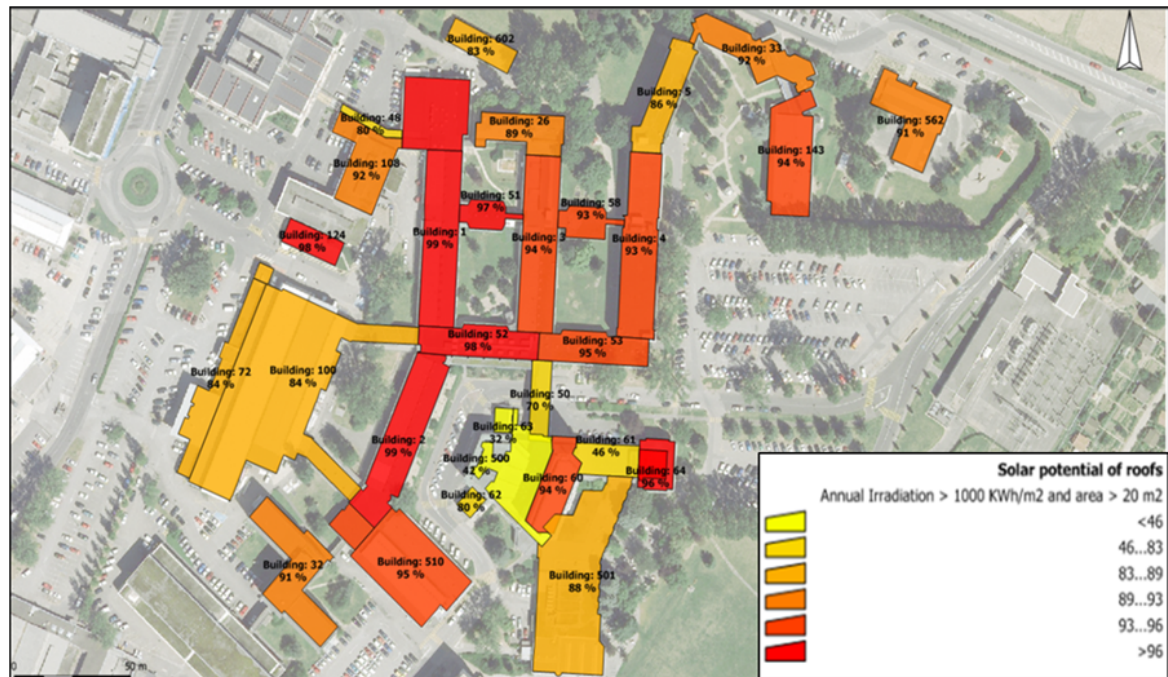 Building: 602
83 %
Building: 33
92 %
Building: 5
86 %
Building: 48
80 %
Building: 26
89 %
Building: 562
91 %
Building: 143
94 %
Building: 108
92 %
Building: 51
97 %
Building: 58
93 %
Building: 124
98 %
Building: 1
99 %
Building: 3
94 %
Building: 4
93 %
Building: 52
98 %
Building: 53
95 %
Building: 72
84 %
Building: 100
84 %
Building: 50
70 %
Building: 63
32 %
Building: 2
99 %
Building: 61
46 %
Building: 500
42 %
Building: 60
94 %
Building: 64
96 %
Building: 62
80 %
Building: 32
91 %
Building: 510
95 %
Building: 501
88 %
0
50 m
Solar potential of roofs
Annual Irradiation > 1000 KWh/m2 and area > 20 m2
<46
46...83
83...89
89...93
93...96
>96